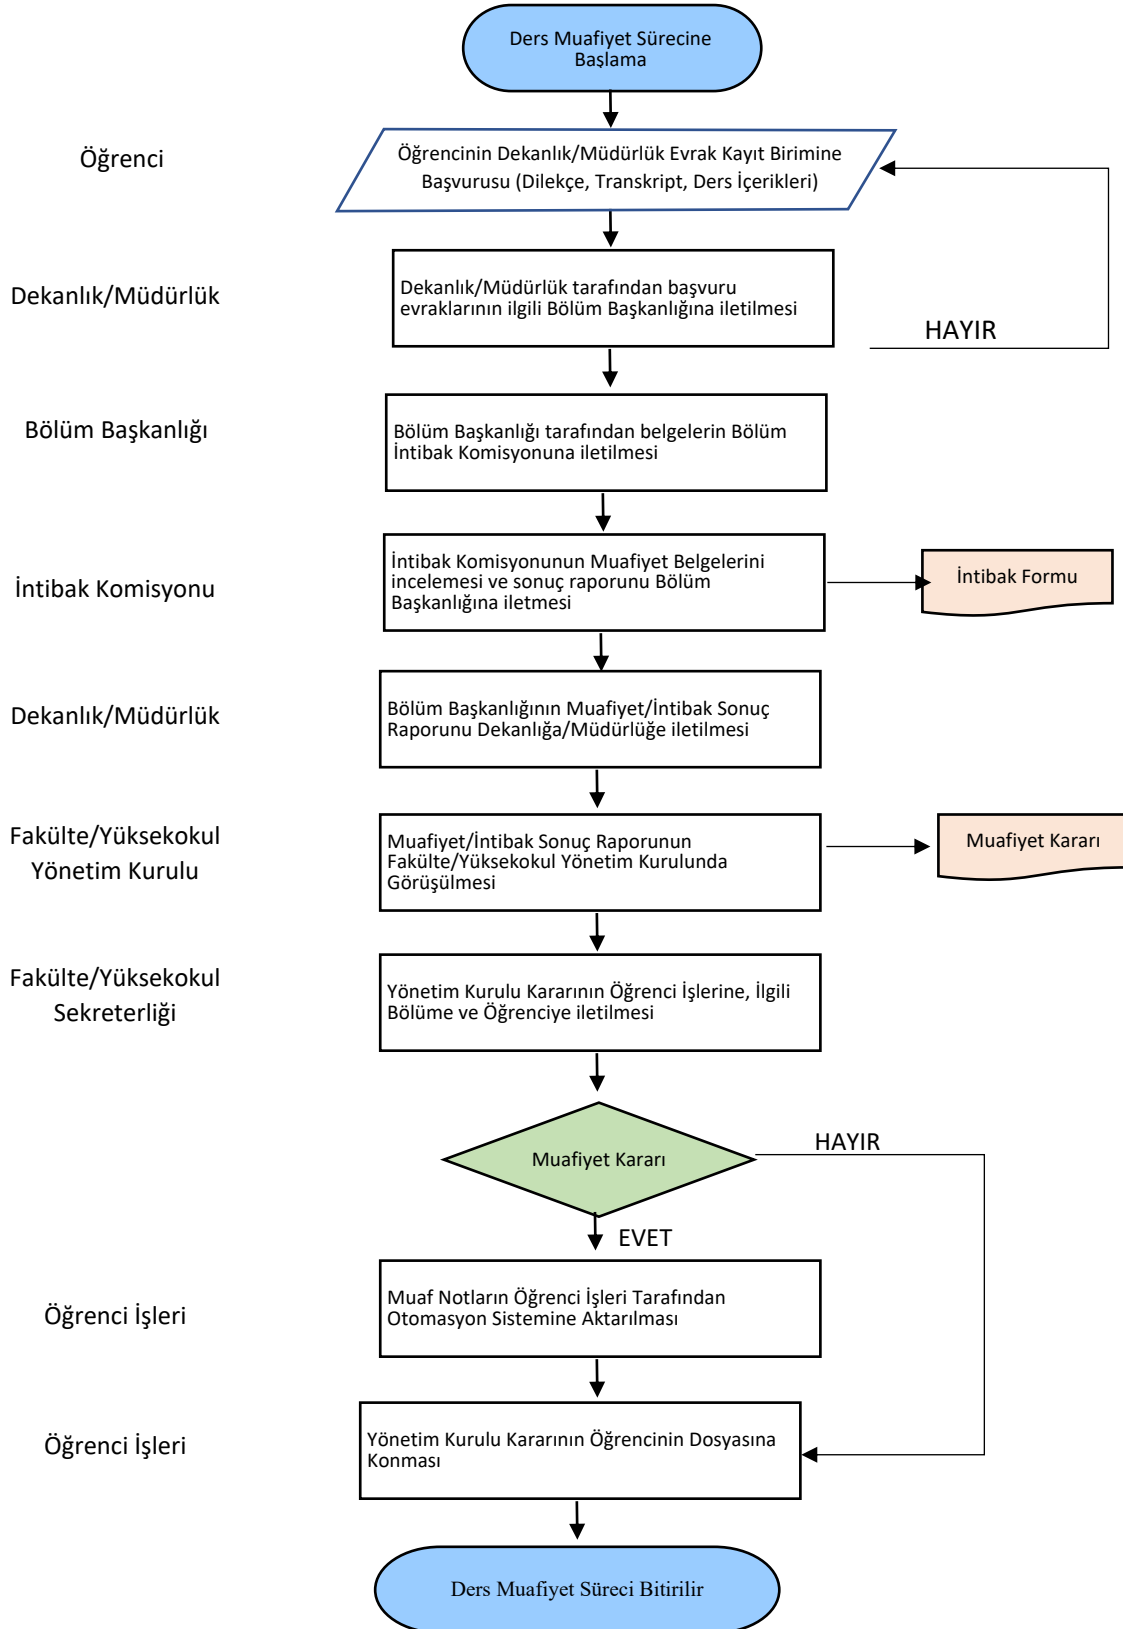 Ders Muafiyet Sürecine
Başlama
Öğrenci
Öğrencinin Dekanlık/Müdürlük Evrak Kayıt Birimine
Başvurusu (Dilekçe, Transkript, Ders İçerikleri)
Dekanlık/Müdürlük
Dekanlık/Müdürlük tarafından başvuru
evraklarının ilgili Bölüm Başkanlığına iletilmesi
HAYIR
Bölüm Başkanlığı
Bölüm Başkanlığı tarafından belgelerin Bölüm
İntibak Komisyonuna iletilmesi
İntibak Komisyonu
İntibak Komisyonunun Muafiyet Belgelerini
incelemesi ve sonuç raporunu Bölüm
Başkanlığına iletmesi
İntibak Formu
Dekanlık/Müdürlük
Bölüm Başkanlığının Muafiyet/İntibak Sonuç
Raporunu Dekanlığa/Müdürlüğe iletilmesi
Fakülte/Yüksekokul
Yönetim Kurulu
Muafiyet/İntibak Sonuç Raporunun
Fakülte/Yüksekokul Yönetim Kurulunda
Görüşülmesi
Muafiyet Kararı
Fakülte/Yüksekokul
Sekreterliği
Yönetim Kurulu Kararının Öğrenci İşlerine, İlgili
Bölüme ve Öğrenciye iletilmesi
Muafiyet Kararı
HAYIR
EVET
Öğrenci İşleri
Muaf Notların Öğrenci İşleri Tarafından
Otomasyon Sistemine Aktarılması
Öğrenci İşleri
Yönetim Kurulu Kararının Öğrencinin Dosyasına
Konması
Ders Muafiyet Süreci Bitirilir